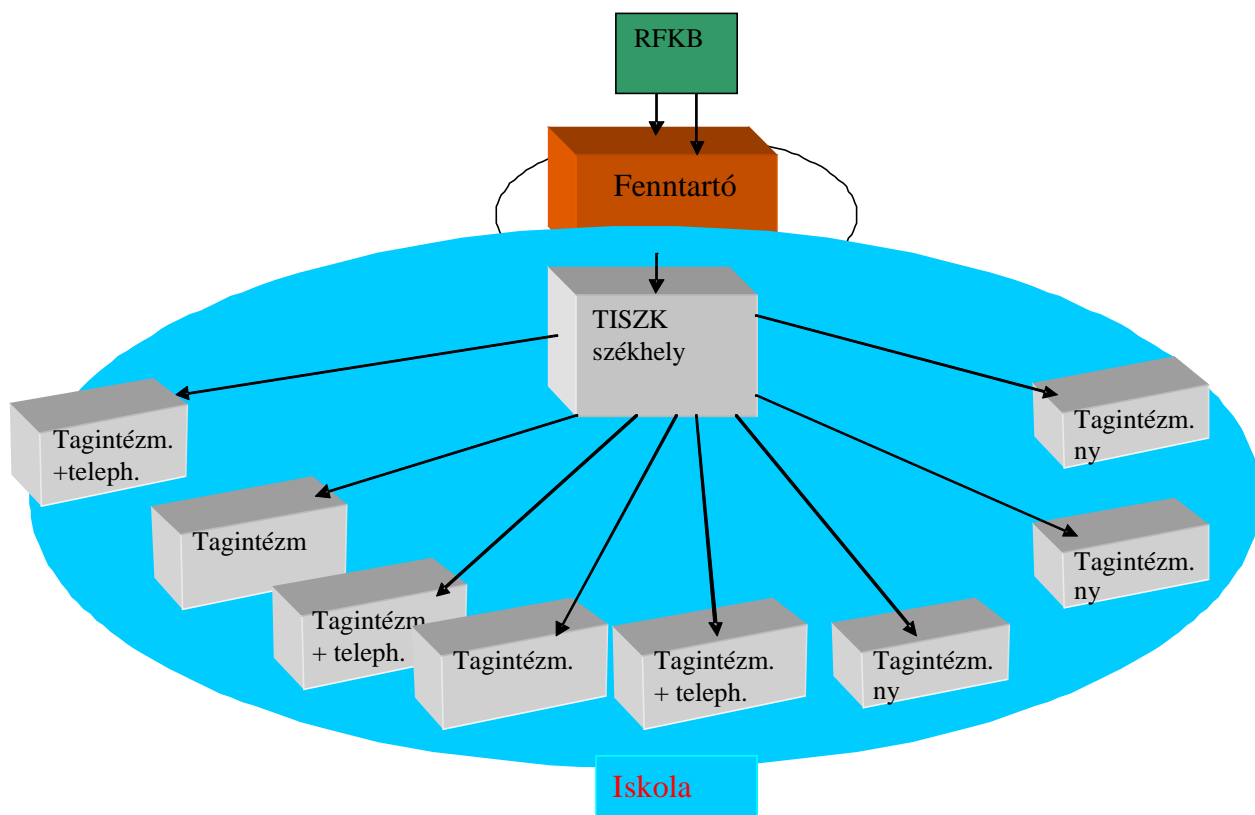 RFKB
Fenntartó
TISZK
székhely
Tagintézm.
+teleph.
Tagintézm
Tagintézm
+ teleph.
Tagintézm.
Tagintézm.
+ teleph.
Tagintézm.
ny
Tagintézm.
ny
Tagintézm.
ny
Iskola